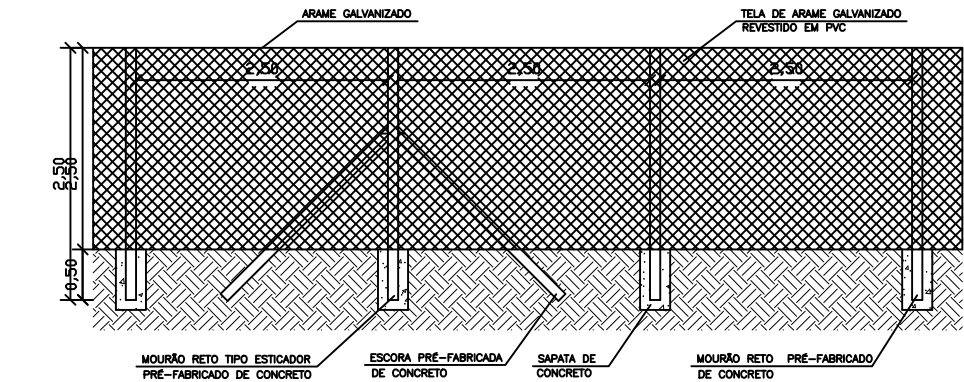 ARAME GALVANIZADO
TELA DE ARAME GALVANIZADO
REVESTIDO EM PVC
2,50
2,50
2,50
2,50
2,50
0,50
MOURÃO RETO TIPO ESTICADOR
PRÉ-FABRICADO DE CONCRETO
ESCORA PRÉ-FABRICADA
DE CONCRETO
SAPATA DE
CONCRETO
MOURÃO RETO PRÉ-FABRICADO
DE CONCRETO